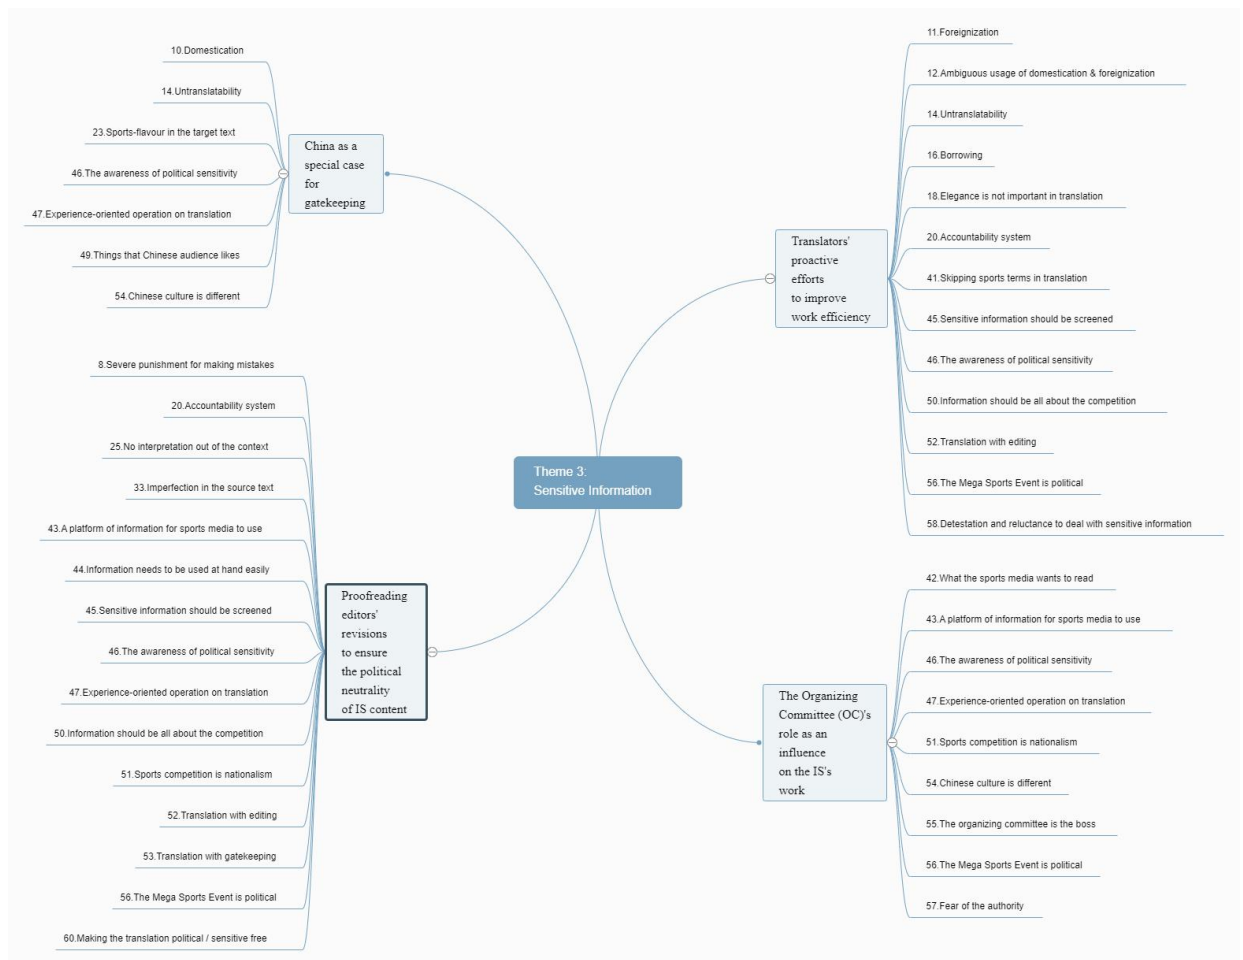 10.Domestication
14.Untranslatability
23.Sports-flavour in the target text
46.The awareness of political sensitivity
47.Experience-oriented operation on translation
49.Things that Chinese audience likes
54.Chinese culture is different
China as a
special case
for
gatekeeping
8.Severe punishment for making mistakes
20.Accountability system
25.No interpretation out of the context
33.Imperfection in the source text
43.A platform of information for sports media to use
44.Information needs to be used at hand easily
45.Sensitive information should be screened
46.The awareness of political sensitivity
47.Experience-oriented operation on translation
50.Information should be all about the competition
51.Sports competition is nationalism
52.Translation with editing
53.Translation with gatekeeping
56.The Mega Sports Event is political
60.Making the translation political / sensitive free
Proofreading
editors'
revisions
to ensure
the political
neutrality
of IS content
Theme 3:
Sensitive Information
Translators'
proactive
efforts
to improve
work efficiency
11.Foreignization
12.Ambiguous usage of domestication & foreignization
14.Untranslatability
16.Borrowing
18.Elegance is not important in translation
20.Accountability system
41.Skipping sports terms in translation
45.Sensitive information should be screened
46.The awareness of political sensitivity
50.Information should be all about the competition
52.Translation with editing
56.The Mega Sports Event is political
58.Detestation and reluctance to deal with sensitive information
The Organizing
Committee (OC)'s
role as an
influence
on the IS's
work
42.What the sports media wants to read
43.A platform of information for sports media to use
46.The awareness of political sensitivity
47.Experience-oriented operation on translation
51.Sports competition is nationalism
54.Chinese culture is different
55.The organizing committee is the boss
56.The Mega Sports Event is political
57.Fear of the authority